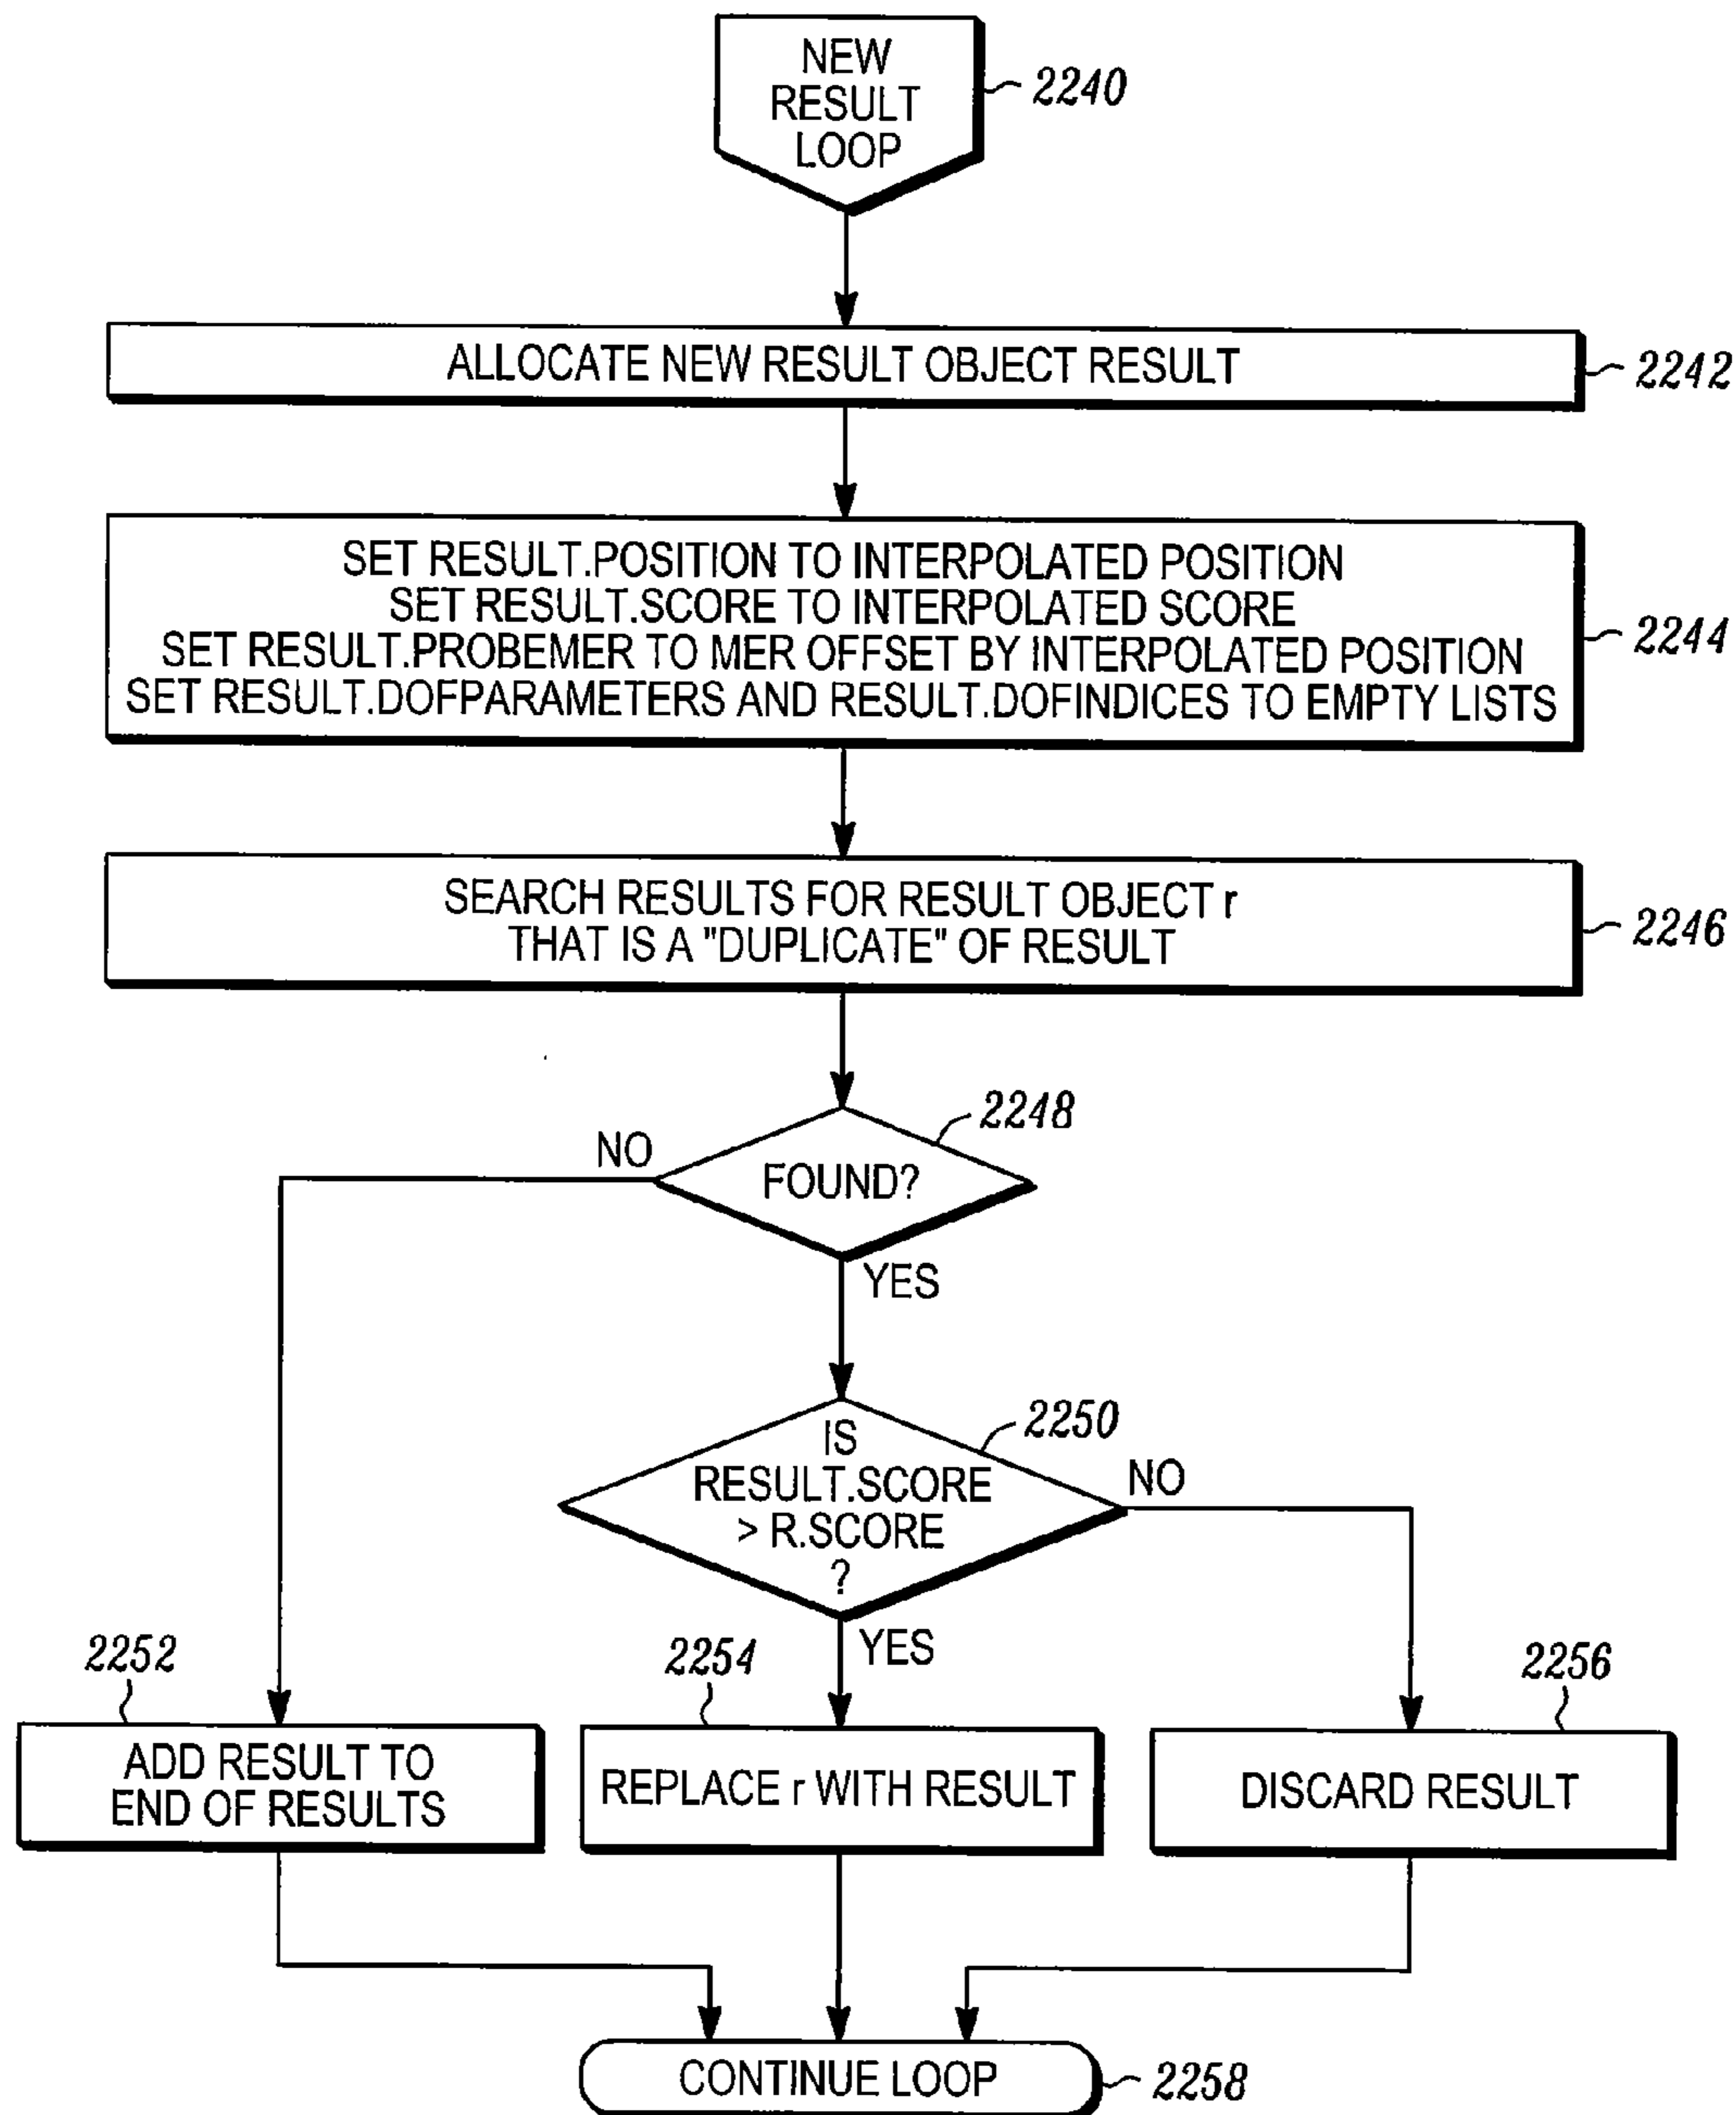 NEW
RESULT
LOOP
2240
ALLOCATE NEW RESULT OBJECT RESULT
2242
SET RESULT.POSITION TO INTERPOLATED POSITION
SET RESULT.SCORE TO INTERPOLATED SCORE
SET RESULT.PROBEMER TO MER OFFSET BY INTERPOLATED POSITION
SET RESULT.DOFPARAMETERS AND RESULT.DOFINDICES TO EMPTY LISTS
2244
SEARCH RESULTS FOR RESULT OBJECT r
THAT IS A "DUPLICATE" OF RESULT
2246
2248
NO
FOUND?
YES
2250
IS
RESULT.SCORE
> R.SCORE
?
NO
YES
2252
2254
2256
ADD RESULT TO
END OF RESULTS
REPLACE r WITH RESULT
DISCARD RESULT
CONTINUE LOOP
2258